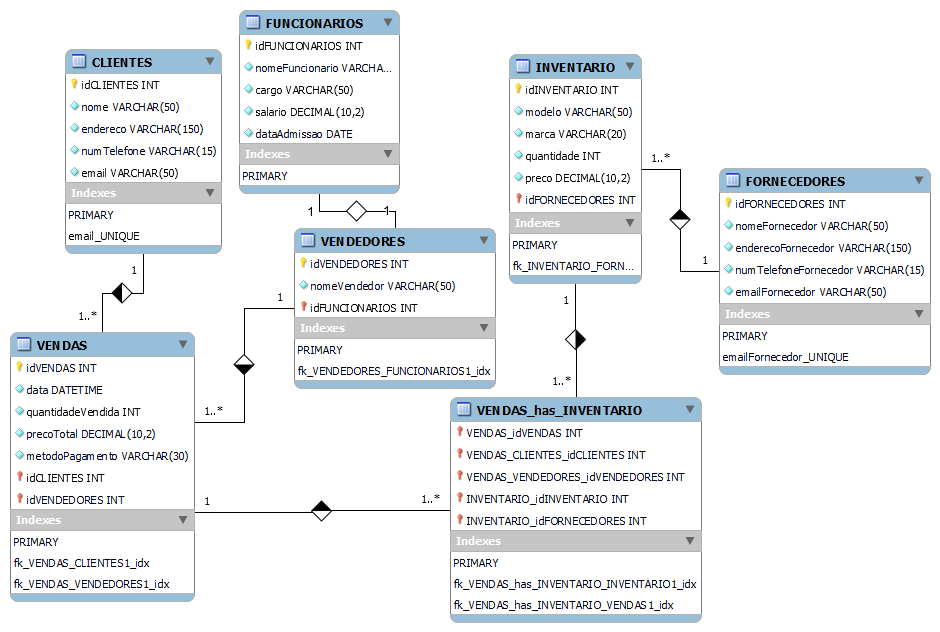 FUNCIONARIOS
idFUNCIONARIOS INT
nomeFuncionario VARCHA...
cargo VARCHAR(50)
salario DECIMAL(10,2)
dataAdmissao DATE
Indexes
PRIMARY
CLIENTES
idCLIENTES INT
nome VARCHAR(50)
endereco VARCHAR(150)
numTelefone VARCHAR(15)
email VARCHAR(50)
Indexes
PRIMARY
email_UNIQUE
INVENTARIO
idINVENTARIO INT
modelo VARCHAR(50)
marca VARCHAR(20)
quantidade INT
preco DECIMAL(10,2)
idFORNECEDORES INT
Indexes
PRIMARY
fk_INVENTARIO_FORN...
1..*
1
FORNECEDORES
idFORNECEDORES INT
nomeFornecedor VARCHAR(50)
enderecoFornecedor VARCHAR(150)
numTelefoneFornecedor VARCHAR(15)
emailFornecedor VARCHAR(50)
Indexes
PRIMARY
emailFornecedor_UNIQUE
1
1
VENDEDORES
idVENDEDORES INT
nomeVendedor VARCHAR(50)
idFUNCIONARIOS INT
Indexes
PRIMARY
fk_VENDEDORES_FUNCIONARIOS1_idx
1
1..*
1
1..*
VENDAS
idVENDAS INT
data DATETIME
quantidadeVendida INT
precoTotal DECIMAL(10,2)
metodoPagamento VARCHAR(30)
idCLIENTES INT
idVENDEDORES INT
Indexes
PRIMARY
fk_VENDAS_CLIENTES1_idx
fk_VENDAS_VENDEDORES1_idx
1
1..*
1
1..*
VENDAS_has_INVENTARIO
VENDAS_idVENDAS INT
VENDAS_CLIENTES_idCLIENTES INT
VENDAS_VENDEDORES_idVENDEDORES INT
INVENTARIO_idINVENTARIO INT
INVENTARIO_idFORNECEDORES INT
Indexes
PRIMARY
fk_VENDAS_has_INVENTARIO_INVENTARIO1_idx
fk_VENDAS_has_INVENTARIO_VENDAS1_idx